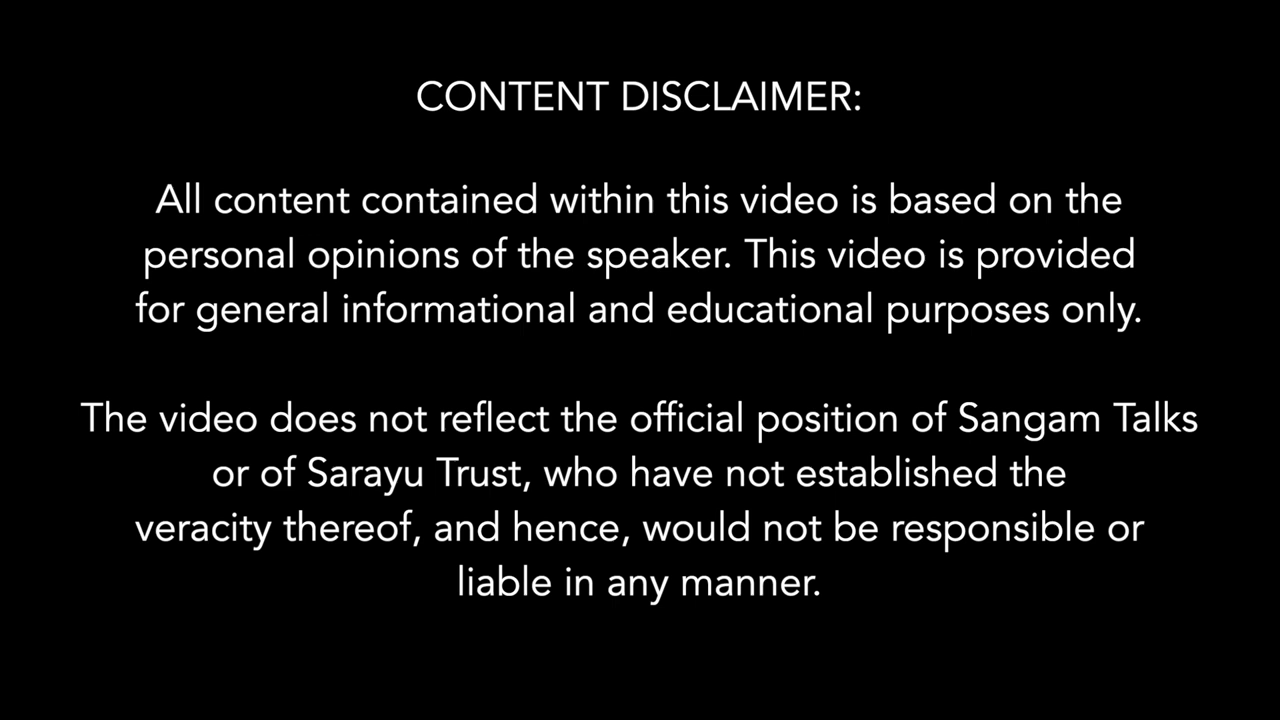 CONTENT DISCLAIMER:
All content contained within this video is based on the
personal opinions of the speaker. This video is provided
for general informational and educational purposes only.
The video does not reflect the official position of Sangam Talks
or of Sarayu Trust, who have not established the
veracity thereof, and hence, would not be responsible or
liable in any manner.